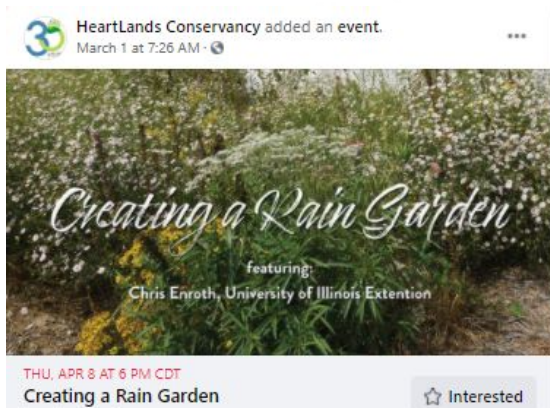 HeartLands Conservancy added an event.
March 1 at 7:26 AM ·
30
Creating a Rain Garden
featuring:
Chris Enroth, University of Illinois Extention
THU, APR 8 AT 6 PM CDT
Creating a Rain Garden
Interested